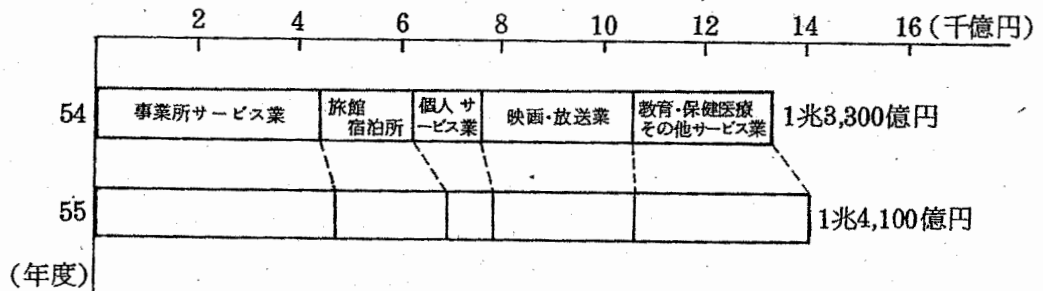 2 4 6 8 10 12 14 16(千億円)
54 事業所サービス業 旅館 宿泊所 個人サービス業 映画・放送業 教育・保健医療 その他サービス業 1兆3,300億円
55 1兆4,100億円
(年度)